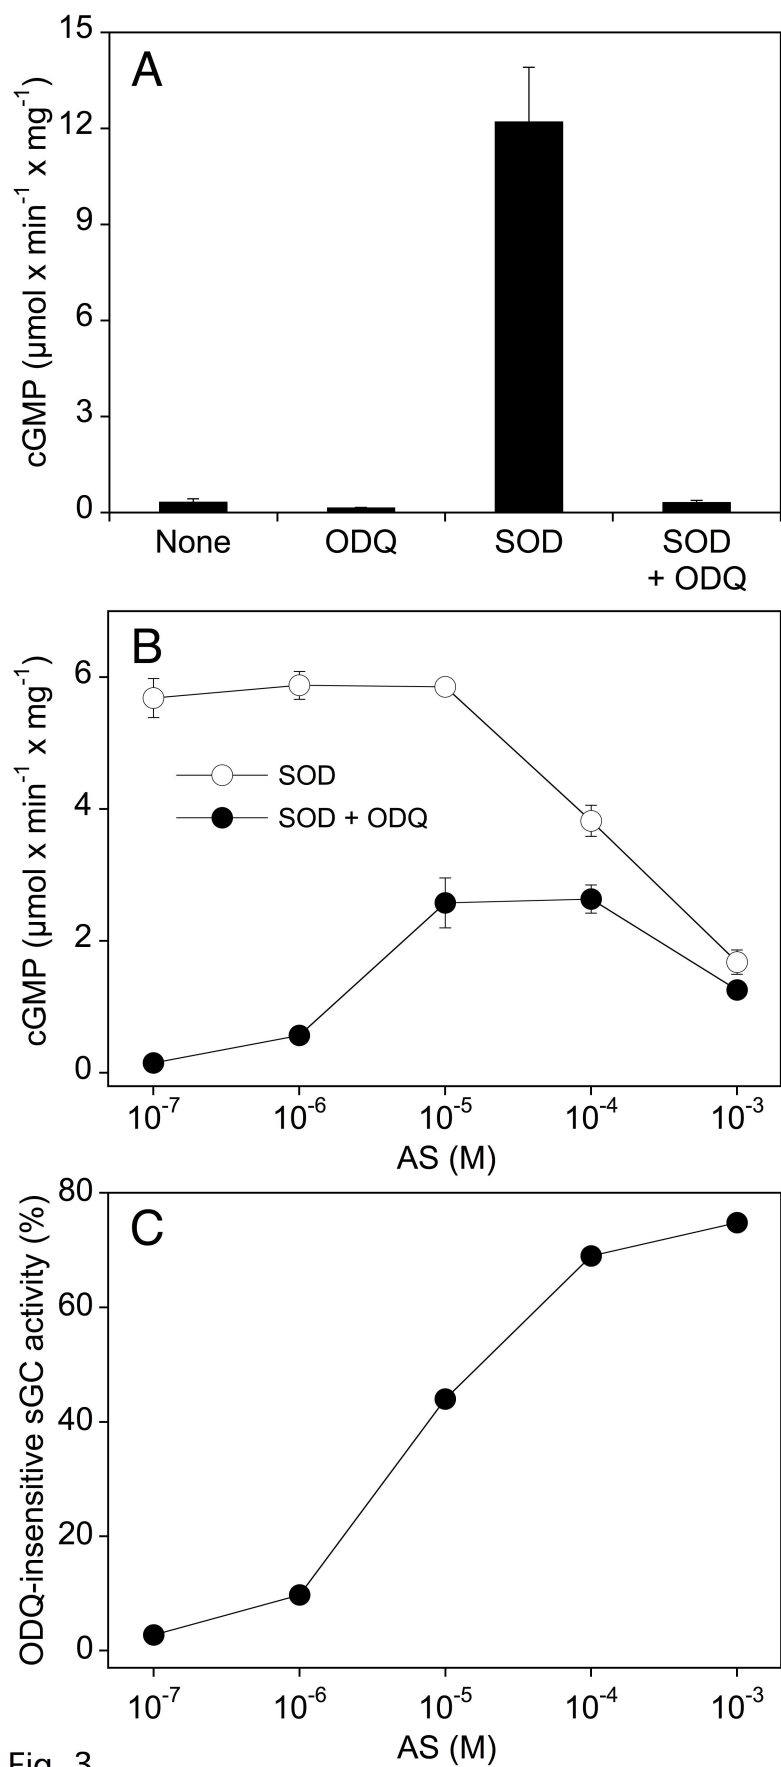 A
cGMP (µmol x min⁻¹ x mg⁻¹)
15
12
9
6
3
0
None ODQ SOD SOD
+ ODQ
B
cGMP (µmol x min⁻¹ x mg⁻¹)
6
4
2
0
SOD
SOD + ODQ
10⁻⁷ 10⁻⁶ 10⁻⁵ 10⁻⁴ 10⁻³
AS (M)
C
ODQ-insensitive sGC activity (%)
80
60
40
20
0
10⁻⁷ 10⁻⁶ 10⁻⁵ 10⁻⁴ 10⁻³
AS (M)
Fig. 3